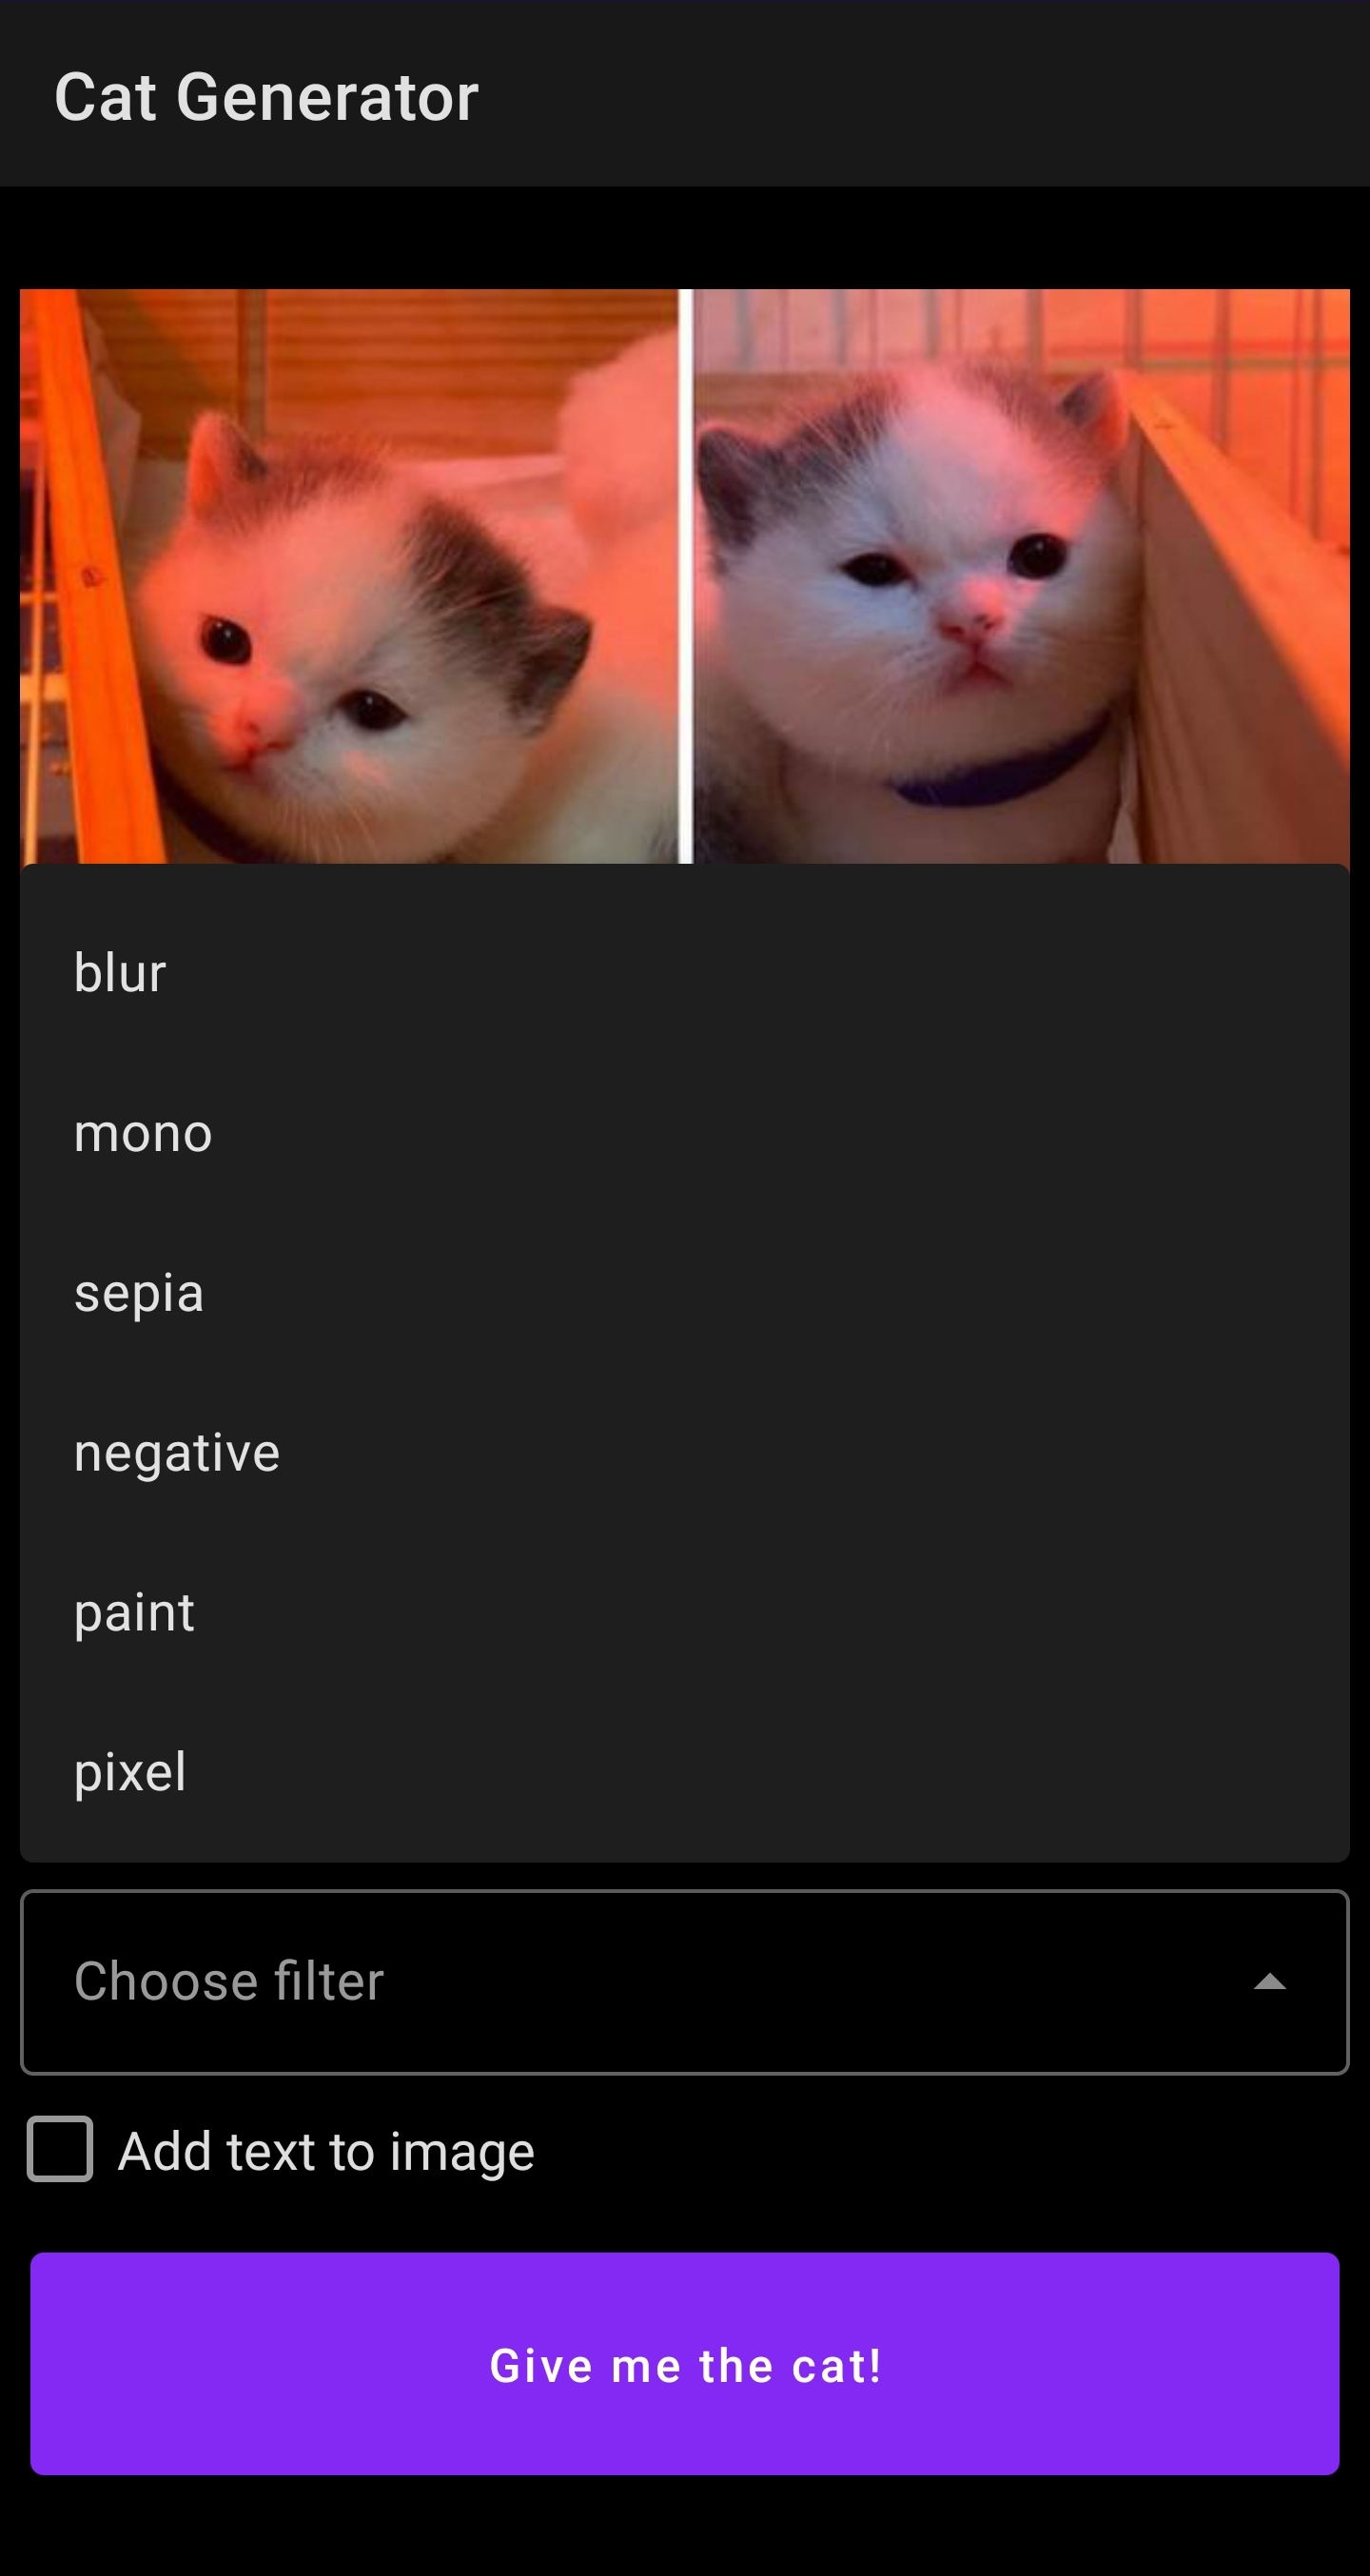 Cat Generator
blur
mono
sepia
negative
paint
pixel
Choose filter
Add text to image
Give me the cat!